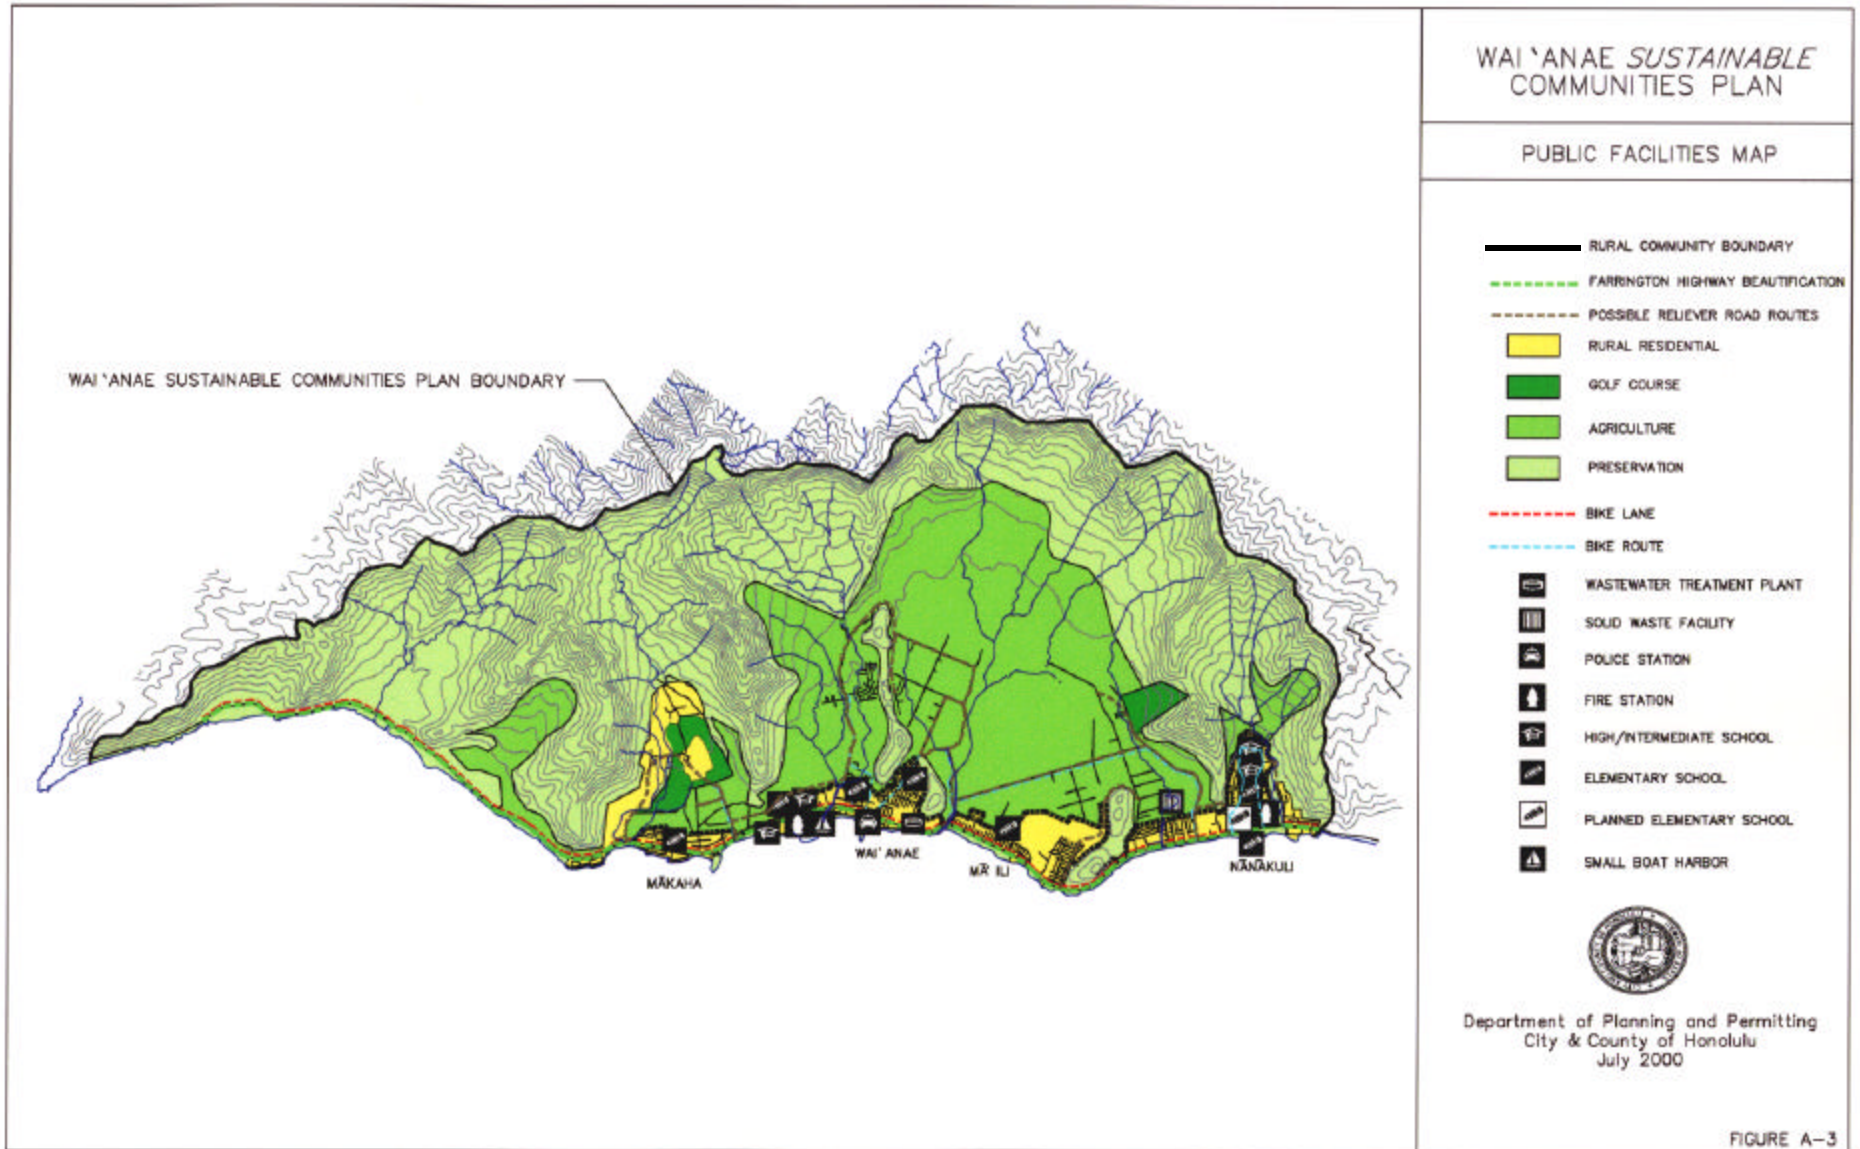 WAI ‵ANAE SUSTAINABLE
COMMUNITIES PLAN
PUBLIC FACILITIES MAP
RURAL COMMUNITY BOUNDARY
FARRINGTON HIGHWAY BEAUTIFICATION
POSSIBLE RELIEVER ROAD ROUTES
RURAL RESIDENTIAL
GOLF COURSE
AGRICULTURE
PRESERVATION
BIKE LANE
BIKE ROUTE
WASTEWATER TREATMENT PLANT
SOLID WASTE FACILITY
POLICE STATION
FIRE STATION
HIGH/INTERMEDIATE SCHOOL
ELEMENTARY SCHOOL
PLANNED ELEMENTARY SCHOOL
SMALL BOAT HARBOR
WAI ‵ANAE SUSTAINABLE COMMUNITIES PLAN BOUNDARY
MĀKAHA
WAI' ANAE
MĀ' ILI
NĀNĀKULI
Department of Planning and Permitting
City & County of Honolulu
July 2000
FIGURE A-3